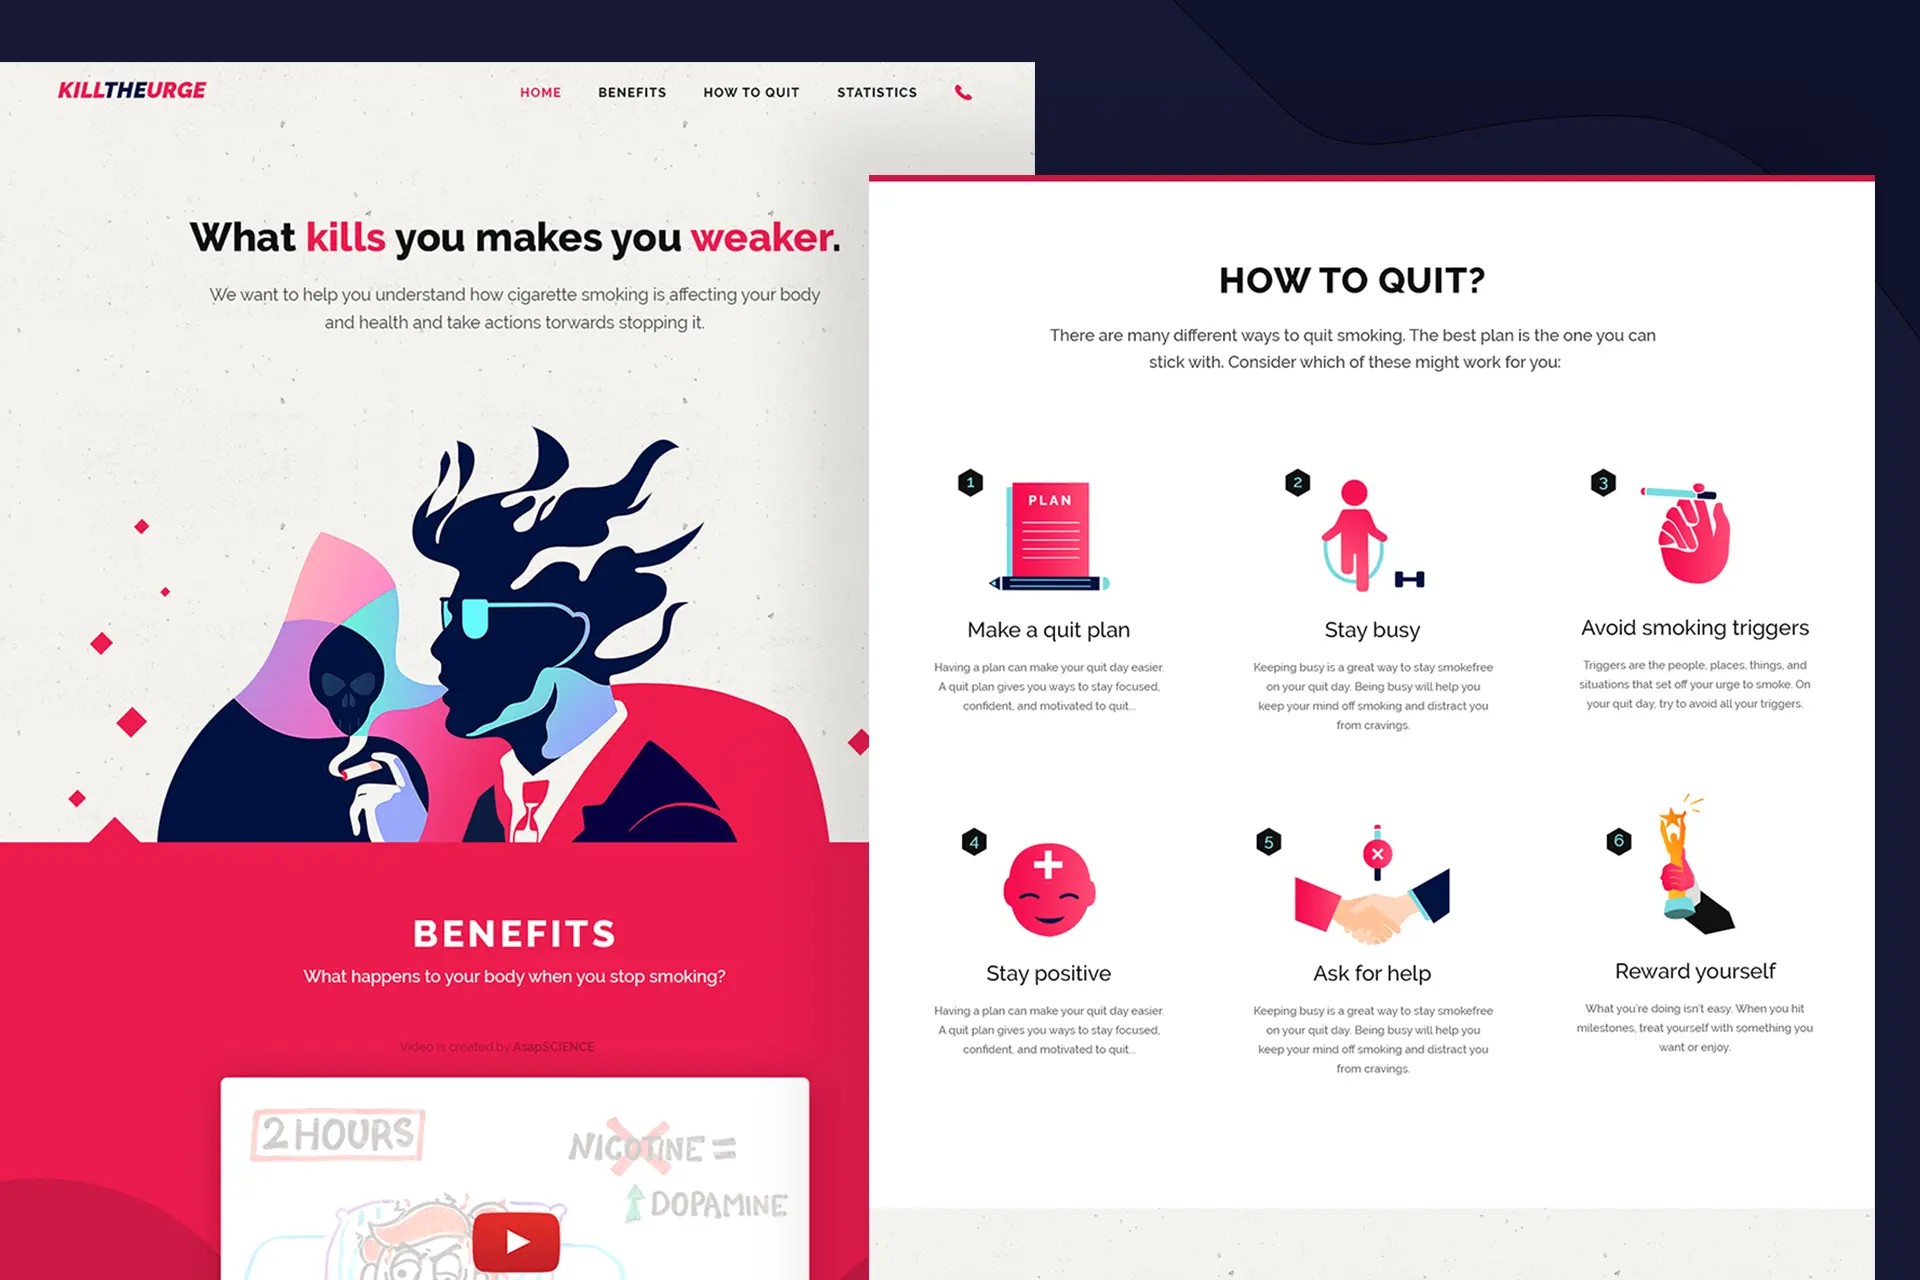 KILLTHEURGE
HOME
BENEFITS
HOW TO QUIT
STATISTICS
What kills you makes you weaker.
We want to help you understand how cigarette smoking is affecting your body
and health and take actions torwards stopping it.
BENEFITS
What happens to your body when you stop smoking?
Video is created by AsapSCIENCE
2 HOURS
NICOTINE =
DOPAMINE
HOW TO QUIT?
There are many different ways to quit smoking. The best plan is the one you can
stick with. Consider which of these might work for you:
1
PLAN
Make a quit plan
Having a plan can make your quit day easier.
A quit plan gives you ways to stay focused,
confident, and motivated to quit...
2
Stay busy
Keeping busy is a great way to stay smokefree
on your quit day. Being busy will help you
keep your mind off smoking and distract you
from cravings.
3
Avoid smoking triggers
Triggers are the people, places, things, and
situations that set off your urge to smoke. On
your quit day, try to avoid all your triggers.
4
Stay positive
Having a plan can make your quit day easier.
A quit plan gives you ways to stay focused,
confident, and motivated to quit...
5
Ask for help
Keeping busy is a great way to stay smokefree
on your quit day. Being busy will help you
keep your mind off smoking and distract you
from cravings.
6
Reward yourself
What you're doing isn't easy. When you hit
milestones, treat yourself with something you
want or enjoy.